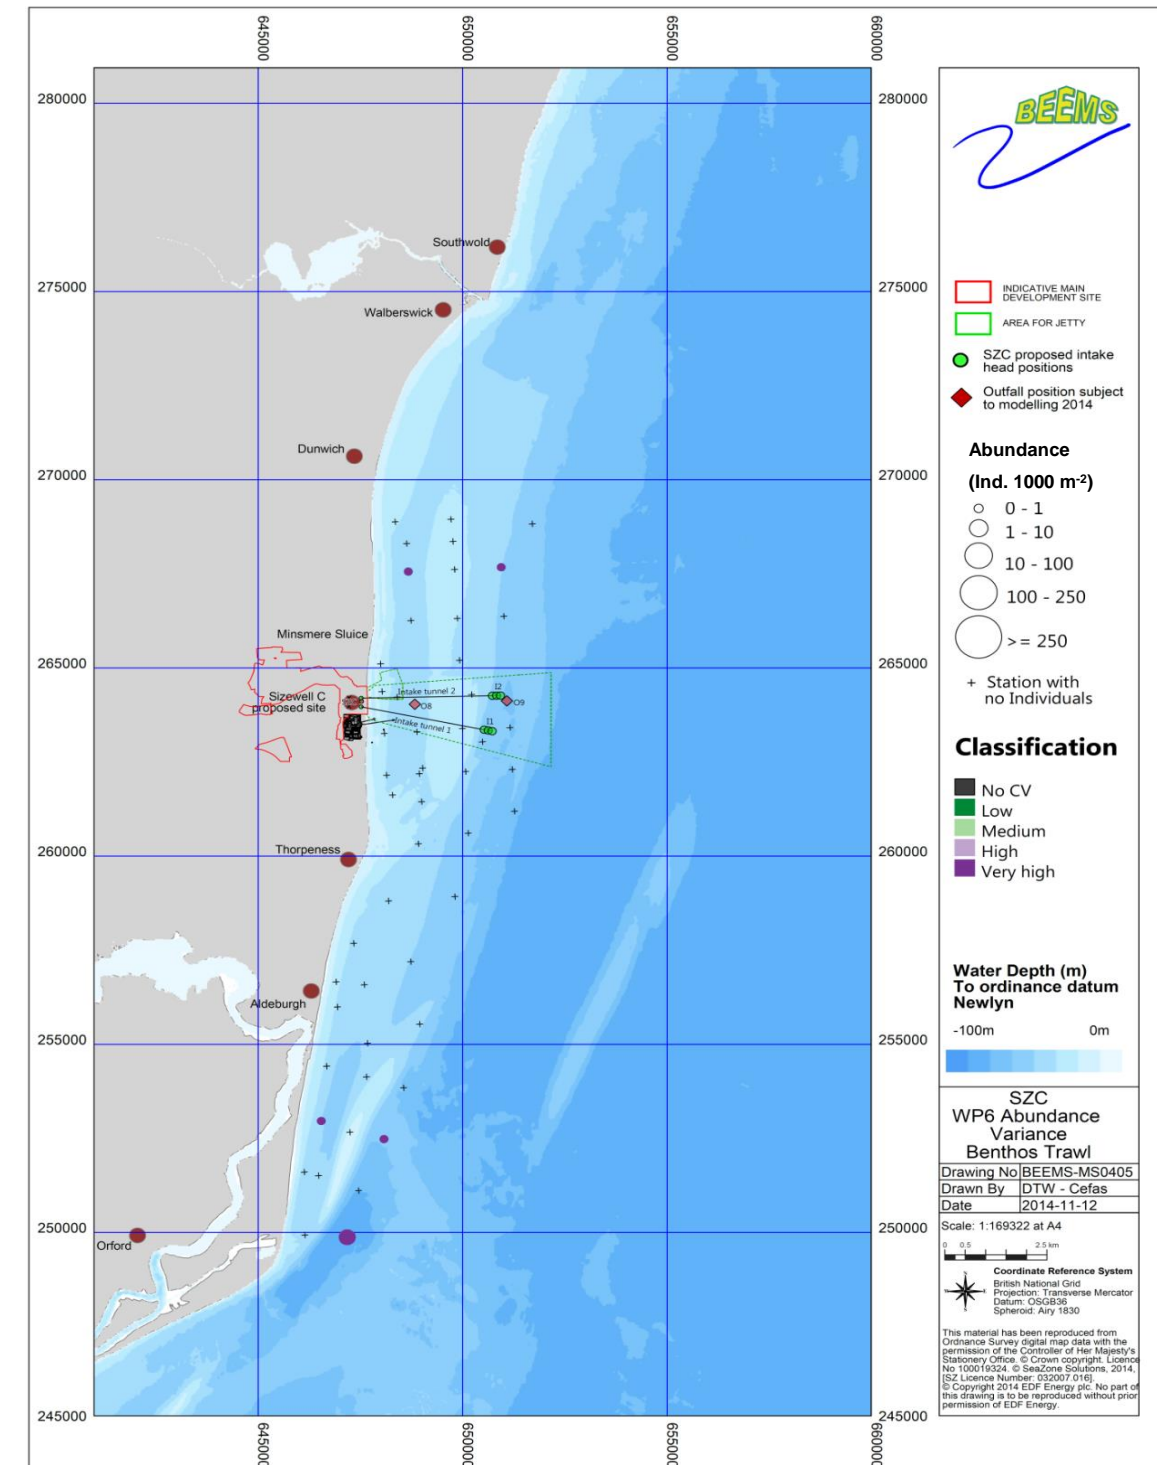 645000
650000
655000
660000
280000
280000
BEEMS
Southwold
275000
275000
Walberswick
INDICATIVE MAIN
DEVELOPMENT SITE
AREA FOR JETTY
SZC proposed intake
head positions
Outfall position subject
to modelling 2014
Dunwich
270000
270000
Abundance
(Ind. 1000 m-2)
0 - 1
1 - 10
10 - 100
100 - 250
>= 250
+ Station with
no Individuals
Minsmere Sluice
265000
265000
Sizewell C
proposed site
Intake tunnel 2
I2
O8
O9
Intake tunnel 1
I1
Classification
No CV
Low
Medium
High
Very high
260000
260000
Thorpeness
Aldeburgh
255000
255000
Water Depth (m)
To ordinance datum
Newlyn
-100m 0m
SZC
WP6 Abundance
Variance
Benthos Trawl
Drawing No BEEMS-MS0405
Drawn By DTW - Cefas
Date 2014-11-12
250000
250000
Orford
Scale: 1:169322 at A4
0 0.5 2.5 km
Coordinate Reference System
British National Grid
Projection: Transverse Mercator
Datum: OSGB36
Spheroid: Airy 1830
This material has been reproduced from
Ordnance Survey digital map data with the
permission of the Controller of Her Majesty's
Stationery Office. © Crown copyright. Licence
No 100019324. © SeaZone Solutions, 2014,
[SZ Licence Number: 032007.016].
© Copyright 2014 EDF Energy plc. No part of
this drawing is to be reproduced without prior
permission of EDF Energy.
245000
245000
645000
650000
655000
660000